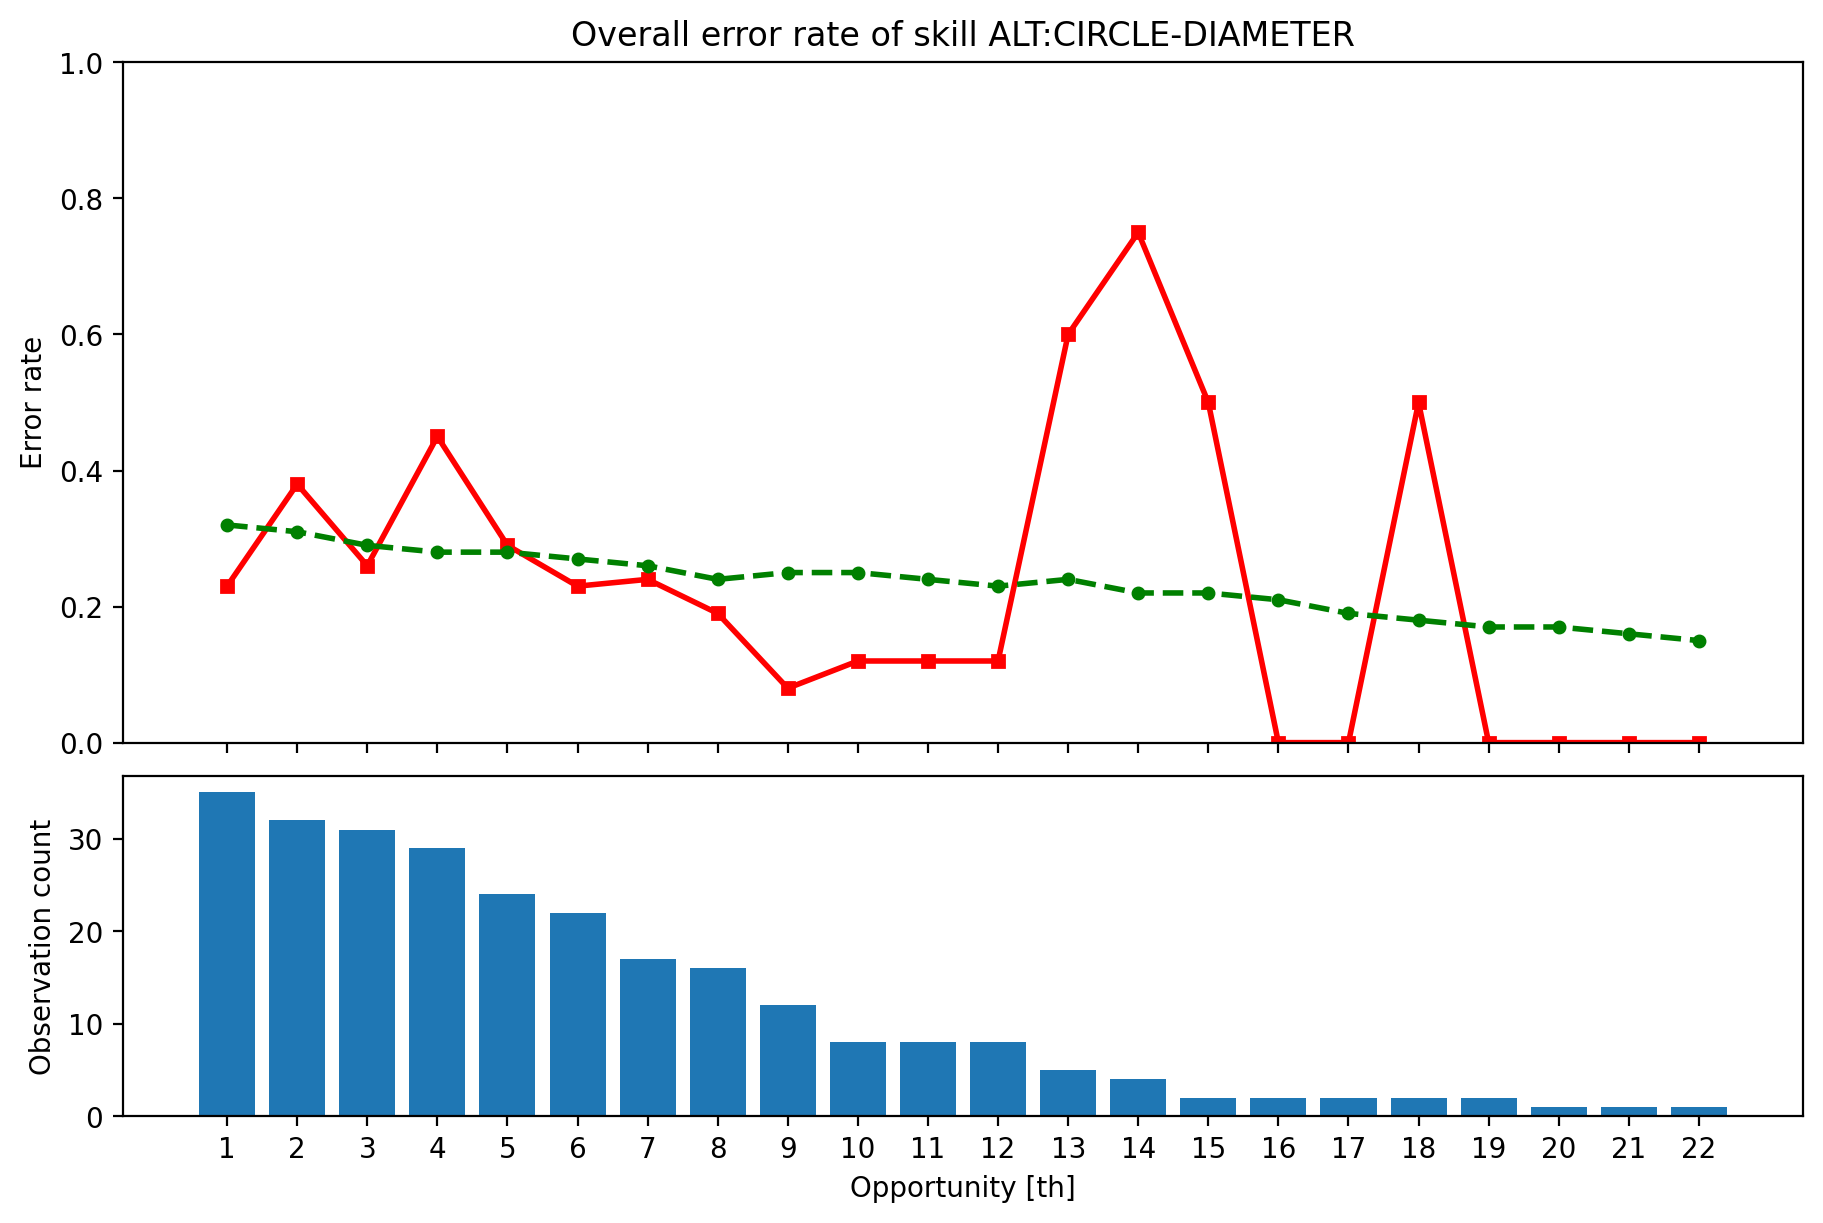 Overall error rate of skill ALT:CIRCLE-DIAMETER
1.0
0.8
0.6
0.4
0.2
0.0
Error rate
30
20
10
0
Observation count
1 2 3 4 5 6 7 8 9 10 11 12 13 14 15 16 17 18 19 20 21 22
Opportunity [th]